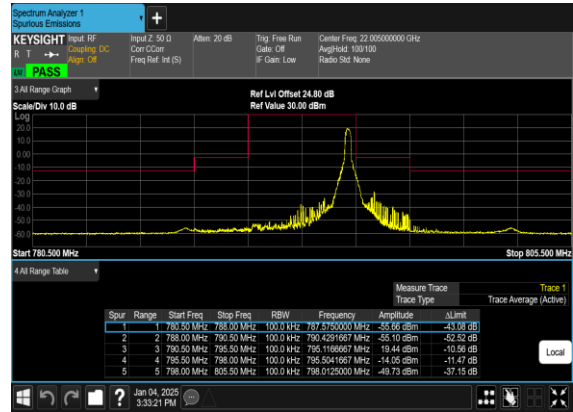 Spectrum Analyzer 1
Spurious Emissions
+
KEYSIGHT Input: RF
R T Coupling: DC
Align: Off
Input Z: 50 Ω
Corr CCorr
Freq Ref: Int (S)
Atten: 20 dB
Trig: Free Run
Gate: Off
IF Gain: Low
Center Freq: 22.005000000 GHz
Avg|Hold: 100/100
Radio Std: None
LW PASS
3 All Range Graph
Ref Lvl Offset 24.80 dB
Scale/Div 10.0 dB
Ref Value 30.00 dBm
Log
20.0
10.0
0.00
-10.0
-20.0
-30.0
-40.0
-50.0
-60.0
Start 780.500 MHz
Stop 805.500 MHz
4 All Range Table
Measure Trace Trace 1
Trace Type Trace Average (Active)
Spur Range Start Freq Stop Freq RBW Frequency Amplitude ΔLimit
1 1 780.50 MHz 788.00 MHz 100.0 kHz 787.5750000 MHz -55.66 dBm -43.08 dB
2 2 788.00 MHz 790.50 MHz 100.0 kHz 790.4291667 MHz -55.10 dBm -52.52 dB
3 3 790.50 MHz 795.50 MHz 100.0 kHz 795.1166667 MHz 19.44 dBm -10.56 dB
4 4 795.50 MHz 798.00 MHz 100.0 kHz 795.5041667 MHz -14.05 dBm -11.47 dB
5 5 798.00 MHz 805.50 MHz 100.0 kHz 798.0125000 MHz -49.73 dBm -37.15 dB
Local
?
Jan 04, 2025
3:33:21 PM